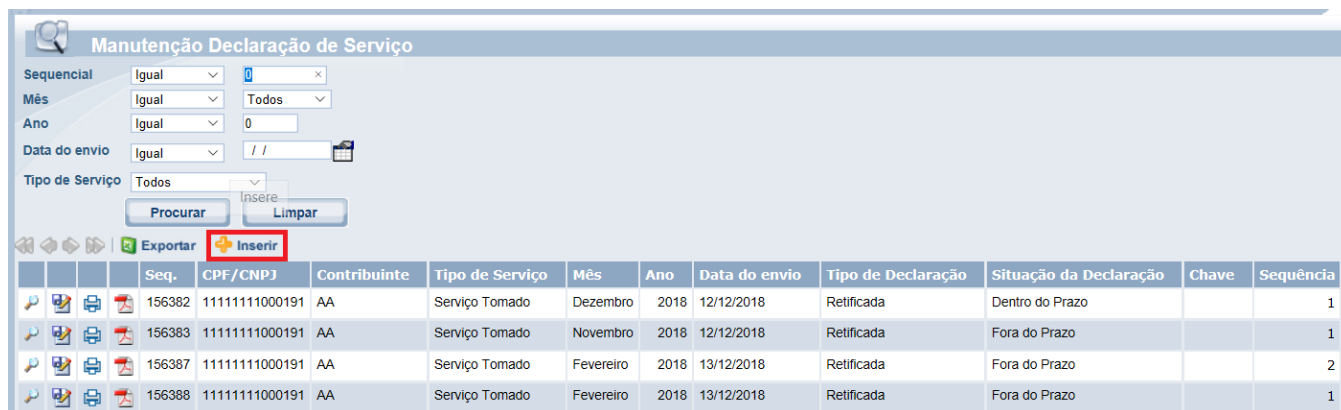 Manutenção Declaração de Serviço
Sequencial Igual 0 ×
Mês Igual Todos
Ano Igual 0
Data do envio Igual / /
Tipo de Serviço Todos
Insere
Procurar Limpar
Exportar Inserir
Seq. CPF/CNPJ Contribuinte Tipo de Serviço Mês Ano Data do envio Tipo de Declaração Situação da Declaração Chave Sequência
156382 11111111000191 AA Serviço Tomado Dezembro 2018 12/12/2018 Retificada Dentro do Prazo 1
156383 11111111000191 AA Serviço Tomado Novembro 2018 12/12/2018 Retificada Fora do Prazo 1
156387 11111111000191 AA Serviço Tomado Fevereiro 2018 13/12/2018 Retificada Fora do Prazo 2
156388 11111111000191 AA Serviço Tomado Fevereiro 2018 13/12/2018 Retificada Fora do Prazo 1